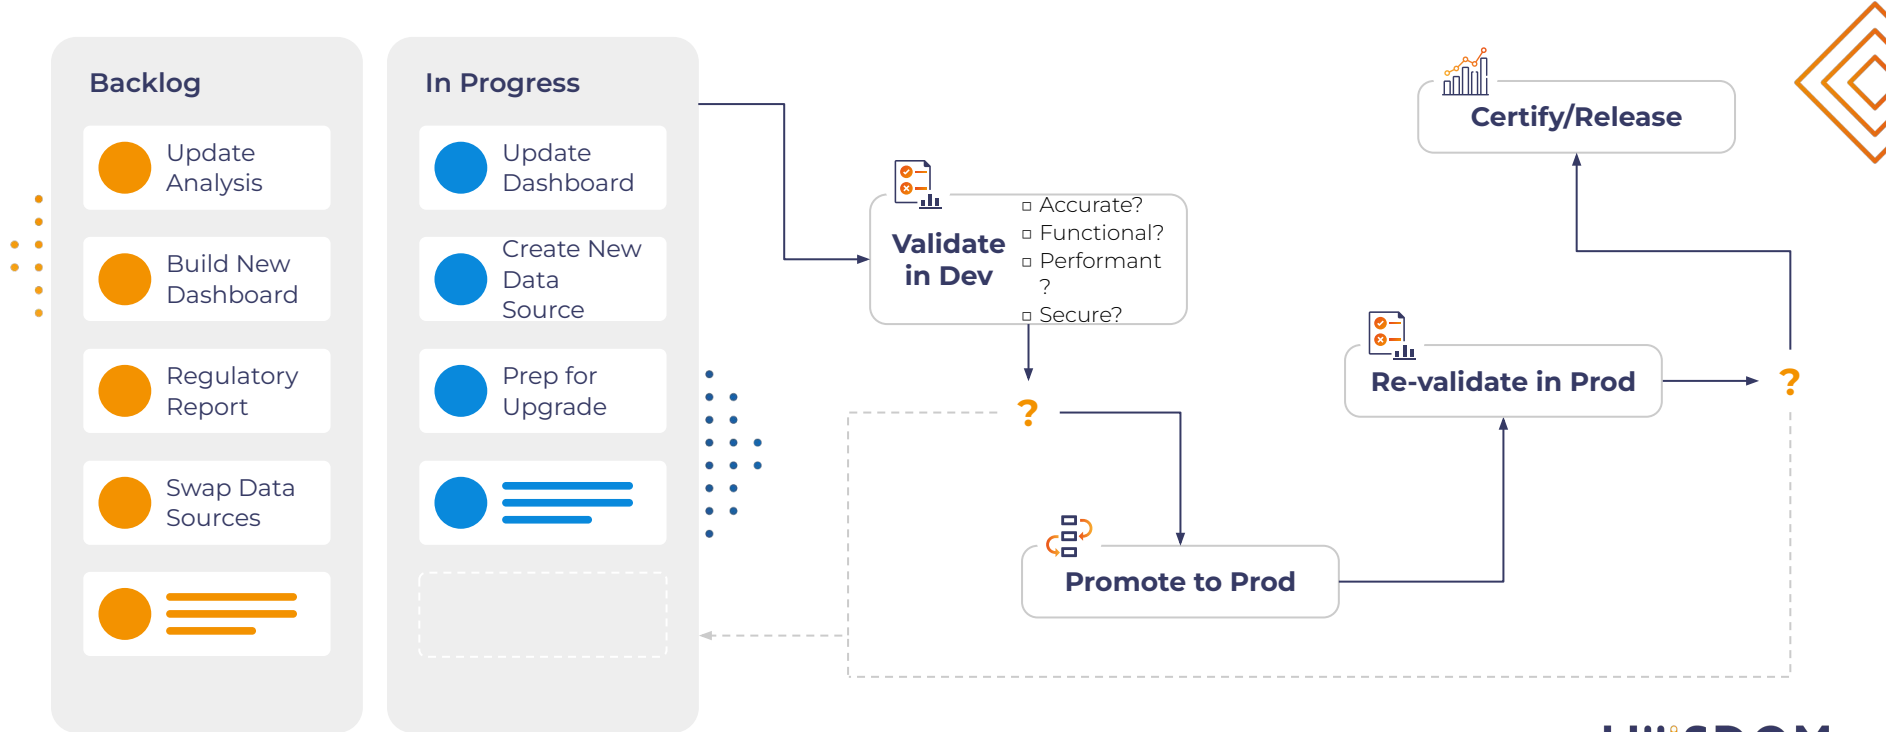 Backlog
Update
Analysis
Build New
Dashboard
Regulatory
Report
Swap Data
Sources
In Progress
Update
Dashboard
Create New
Data
Source
Prep for
Upgrade
Validate
in Dev
Accurate?
Functional?
Performant
?
Secure?
?
Promote to Prod
Re-validate in Prod
?
Certify/Release